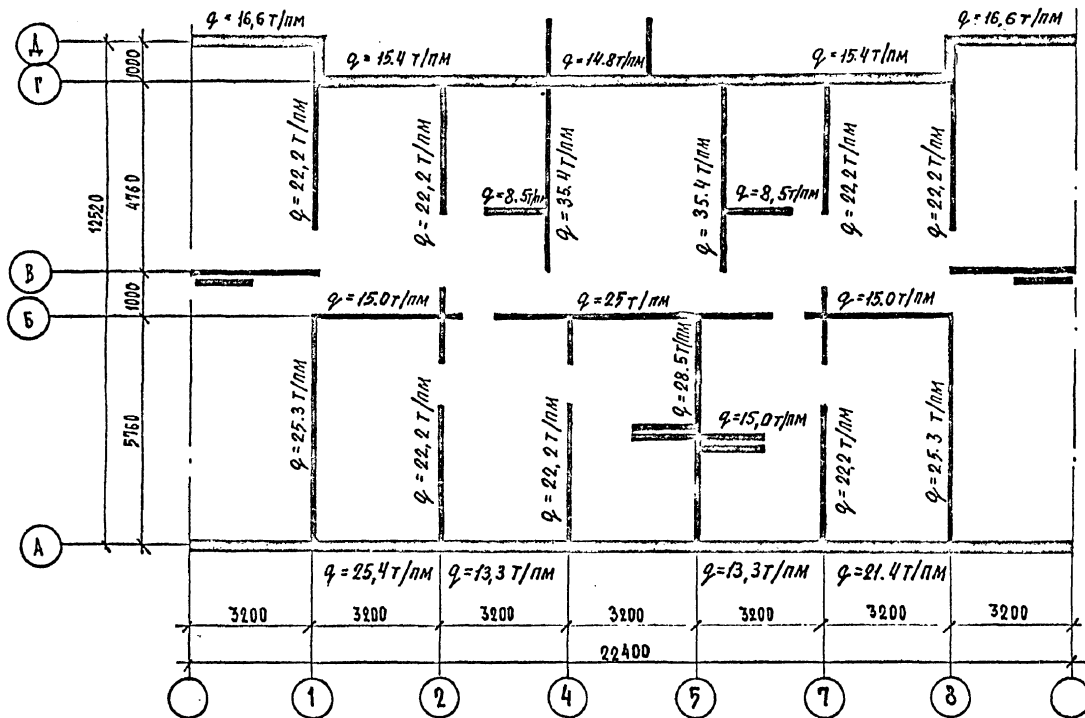 q=16,6 т/пм
q=16,6 т/пм
Д
q=15.4 т/пм
q=14.8 т/пм
q=15.4 т/пм
Г
1000
q=22,2 т/пм
q=22,2 т/пм
q=35.4 т/пм
q=35.4 т/пм
q=22,2 т/пм
q=22,2 т/пм
q=8.5 т/пм
q=8,5 т/пм
4760
12520
В
1000
q=15.0 т/пм
q=25 т/пм
q=15.0 т/пм
Б
q=25.3 т/пм
q=22,2 т/пм
q=22,2 т/пм
q=28.5 т/пм
q=15,0 т/пм
q=22,2 т/пм
q=25.3 т/пм
5760
А
q=25,4 т/пм
q=13,3 т/пм
q=13,3 т/пм
q=21.4 т/пм
3200
3200
3200
3200
3200
3200
3200
22400
1
2
4
5
7
8